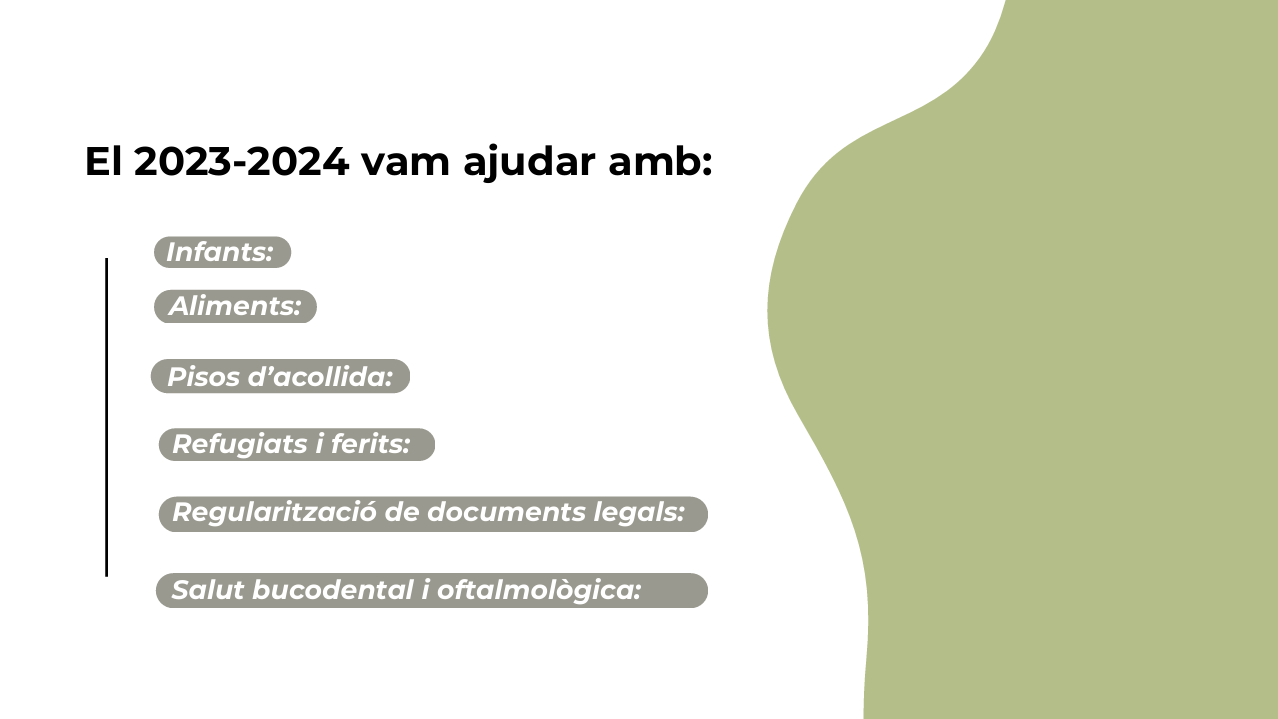 El 2023-2024 vam ajudar amb:
Infants:
Aliments:
Pisos d’acollida:
Refugiats i ferits:
Regularització de documents legals:
Salut bucodental i oftalmològica: